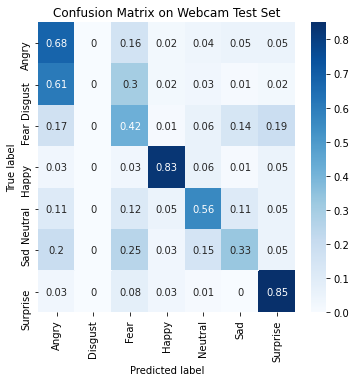 Confusion Matrix on Webcam Test Set
Angry 0.68 0 0.16 0.02 0.04 0.05 0.05
Disgust 0.61 0 0.3 0.02 0.03 0.01 0.02
Fear 0.17 0 0.42 0.01 0.06 0.14 0.19
Happy 0.03 0 0.03 0.83 0.06 0.01 0.05
Neutral 0.11 0 0.12 0.05 0.56 0.11 0.05
Sad 0.2 0 0.25 0.03 0.15 0.33 0.05
Surprise 0.03 0 0.08 0.03 0.01 0 0.85
True label
Angry Disgust Fear Happy Neutral Sad Surprise
Predicted label
0.8
0.7
0.6
0.5
0.4
0.3
0.2
0.1
0.0